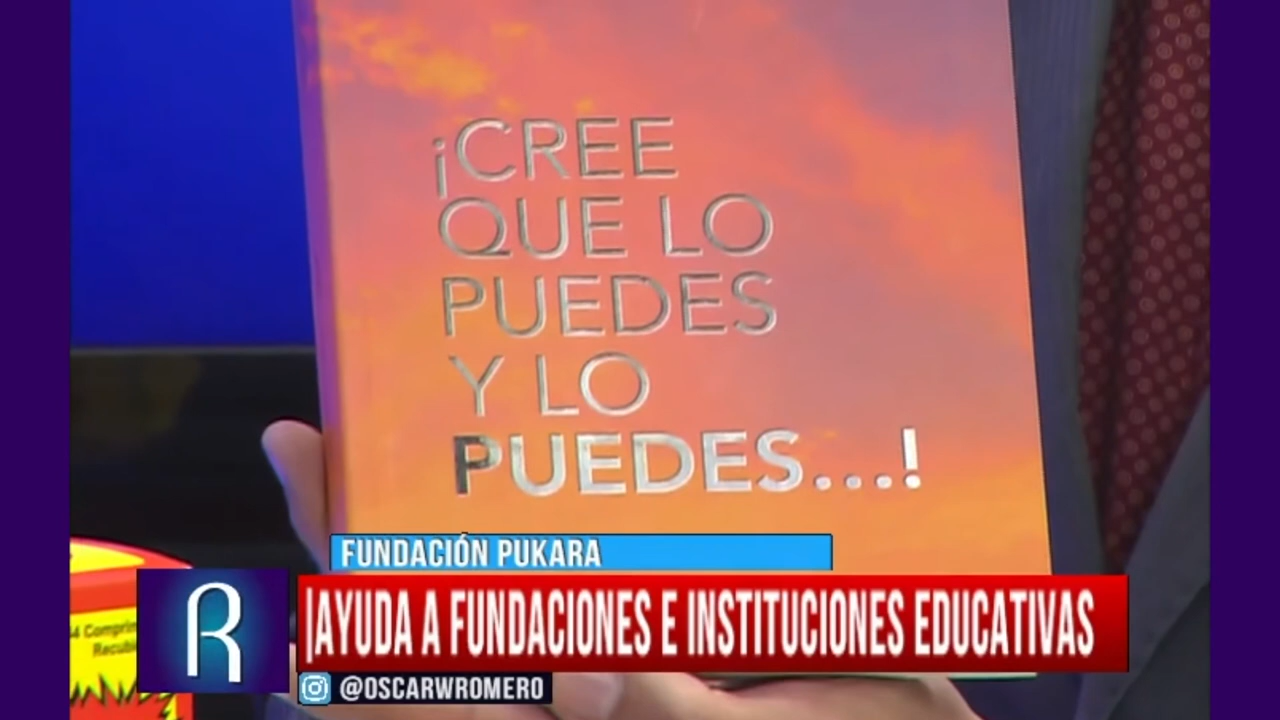 ¡CREE
QUE LO
PUEDES
Y LO
PUEDES...!
FUNDACIÓN PUKARA
R
|AYUDA A FUNDACIONES E INSTITUCIONES EDUCATIVAS
@OSCARWROMERO